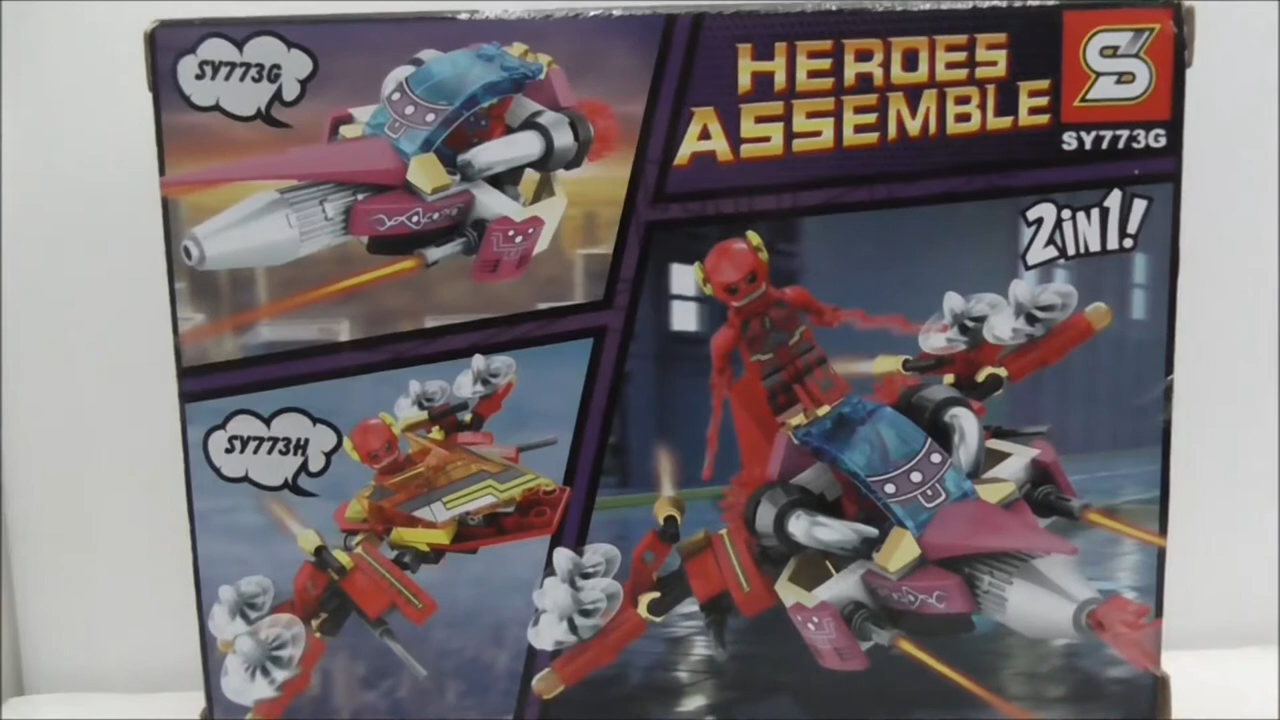 SY773G
HEROES
ASSEMBLE
S
SY773G
2in1!
SY773H